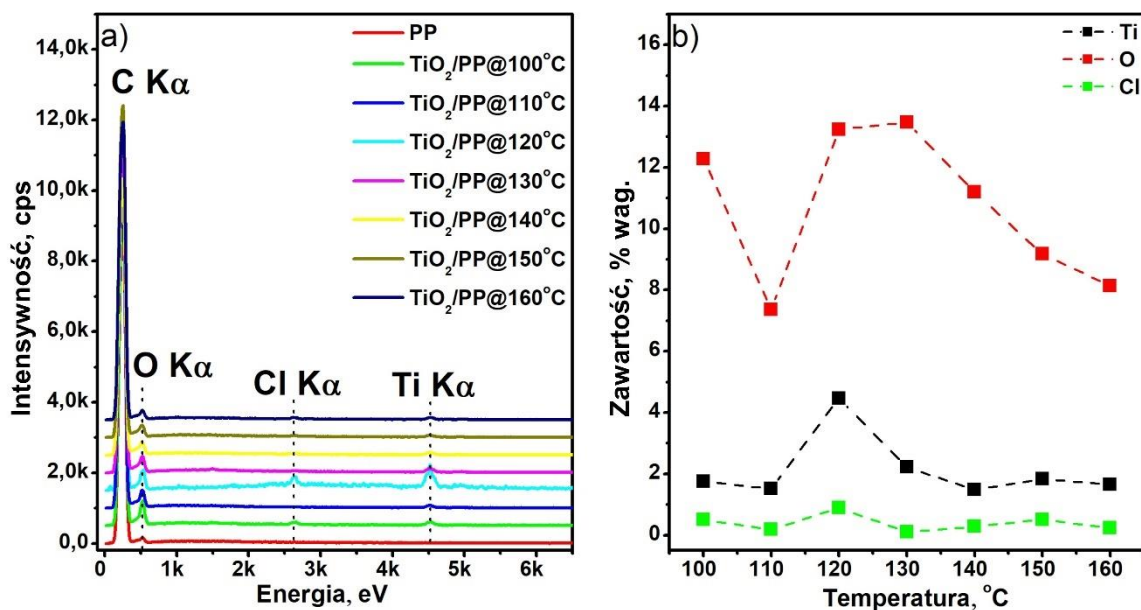 a)
14,0k
12,0k
10,0k
8,0k
6,0k
4,0k
2,0k
0,0
Intensywność, cps
C Kα
O Kα
Cl Kα
Ti Kα
PP
TiO₂/PP@100°C
TiO₂/PP@110°C
TiO₂/PP@120°C
TiO₂/PP@130°C
TiO₂/PP@140°C
TiO₂/PP@150°C
TiO₂/PP@160°C
0 1k 2k 3k 4k 5k 6k
Energia, eV
b)
Ti
O
Cl
16
14
12
10
8
6
4
2
0
Zawartość, % wag.
100 110 120 130 140 150 160
Temperatura, °C